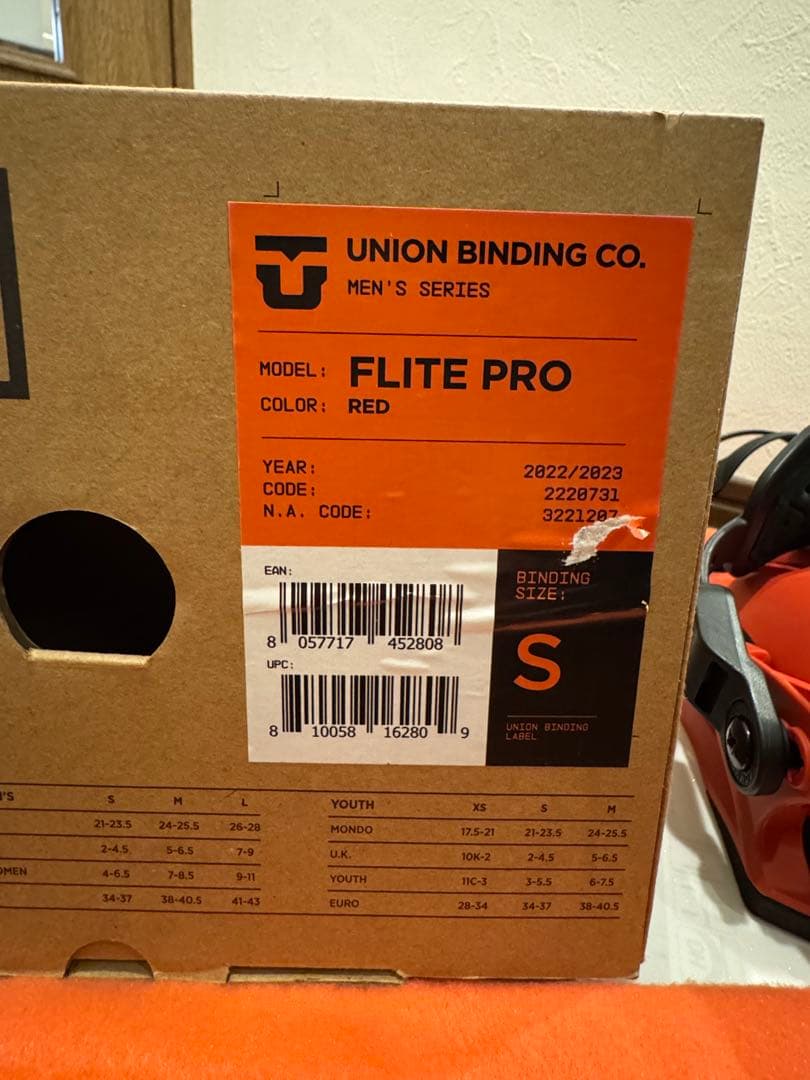 UNION BINDING CO.
MEN'S SERIES
MODEL: FLITE PRO
COLOR: RED
YEAR: 2022/2023
CODE: 2220731
N.A. CODE: 3221207
EAN:
8 057717 452808
UPC:
8 10058 16280 9
BINDING
SIZE:
S
UNION BINDING
LABEL
'S S M L
21-23.5 24-25.5 26-28
2-4.5 5-6.5 7-9
OMEN 4-6.5 7-8.5 9-11
34-37 38-40.5 41-43
YOUTH XS S M
MONDO 17.5-21 21-23.5 24-25.5
U.K. 10K-2 2-4.5 5-6.5
YOUTH 11C-3 3-5.5 6-7.5
EURO 28-34 34-37 38-40.5